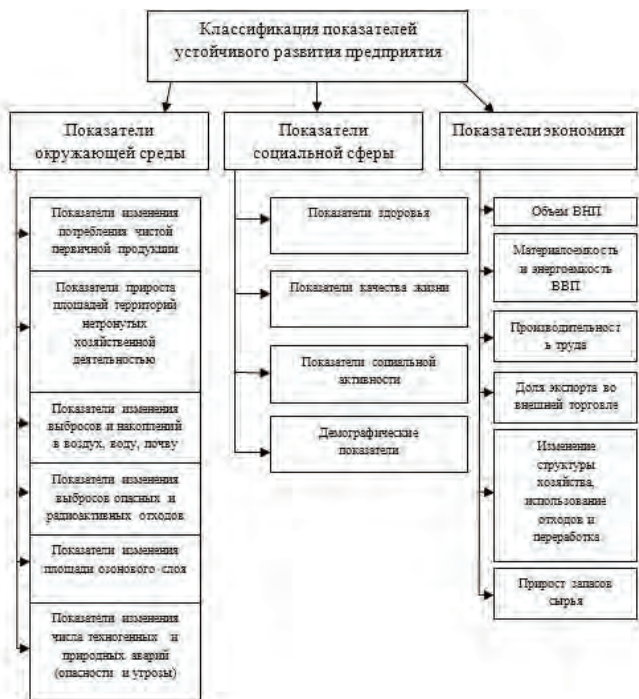 Классификация показателей
устойчивого развития предприятия
Показатели
окружающей среды
Показатели
социальной сферы
Показатели экономики
Показатели изменения
потребления чистой
первичной продукции
Показатели прироста
площадей территорий
нетронутых
хозяйственной
деятельностью
Показатели изменения
выбросов и накоплений
в воздух, воду, почву
Показатели изменения
выбросов опасных и
радиоактивных отходов
Показатели изменения
площади озонового слоя
Показатели изменения
числа техногенных и
природных аварий
(опасности и угрозы)
Показатели здоровья
Показатели качества жизни
Показатели социальной
активности
Демографические
показатели
Объем ВНП
Материалоемкость
и энергоемкость
ВВП
Производительност
ь труда
Доля экспорта во
внешней торговле
Изменение
структуры
хозяйства,
использование
отходов и
переработка
Прирост запасов
сырья